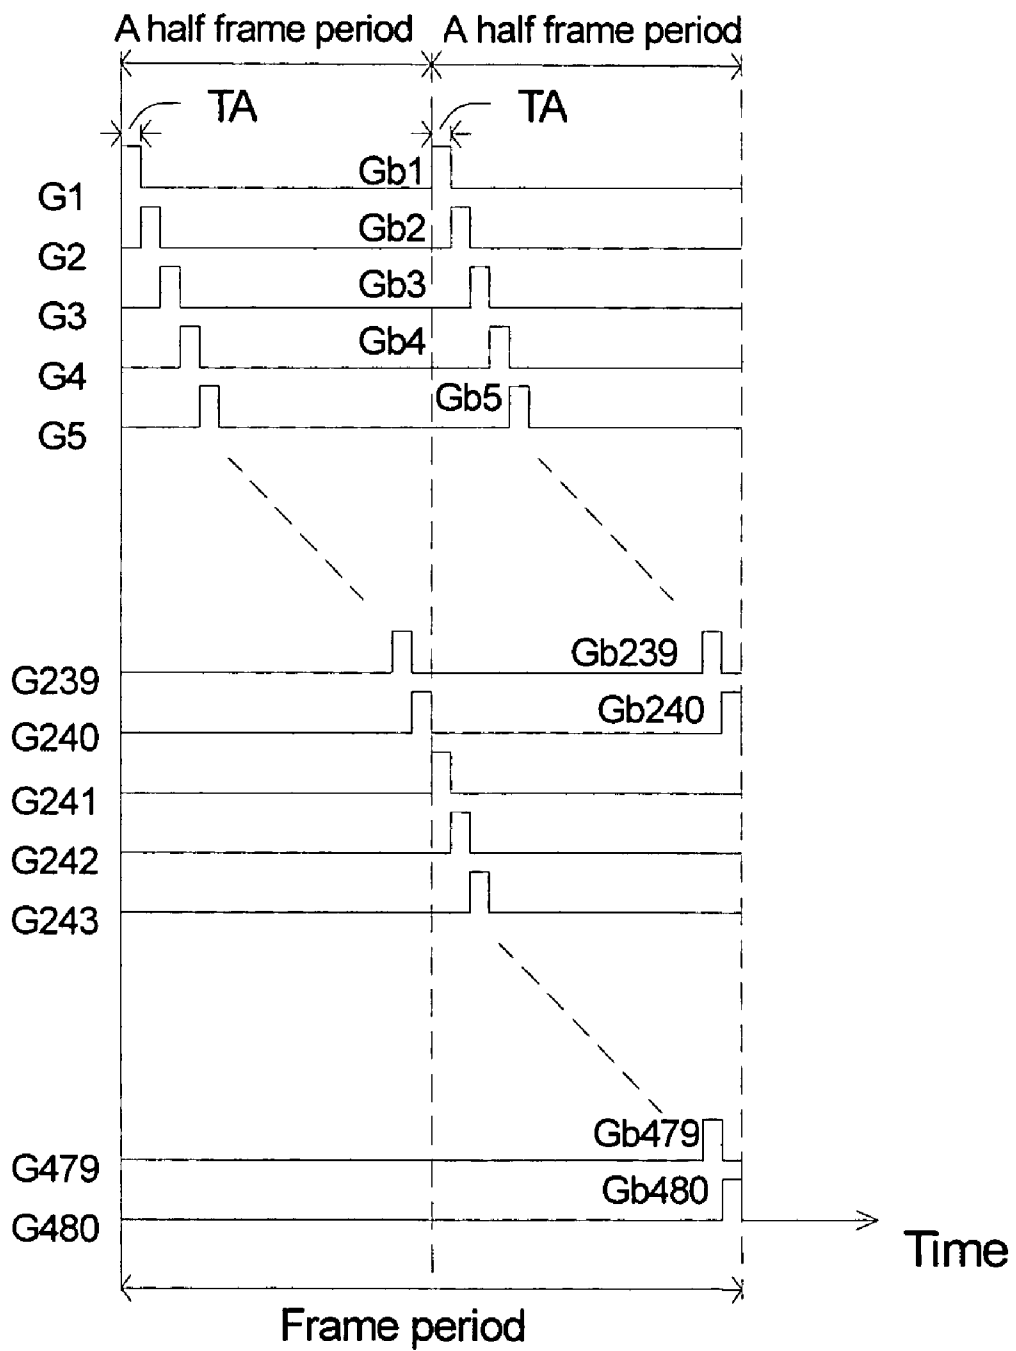 A half frame period A half frame period
TA TA
G1 Gb1
G2 Gb2
G3 Gb3
G4 Gb4
G5 Gb5
G239 Gb239
G240 Gb240
G241
G242
G243
G479 Gb479
G480 Gb480
Time
Frame period